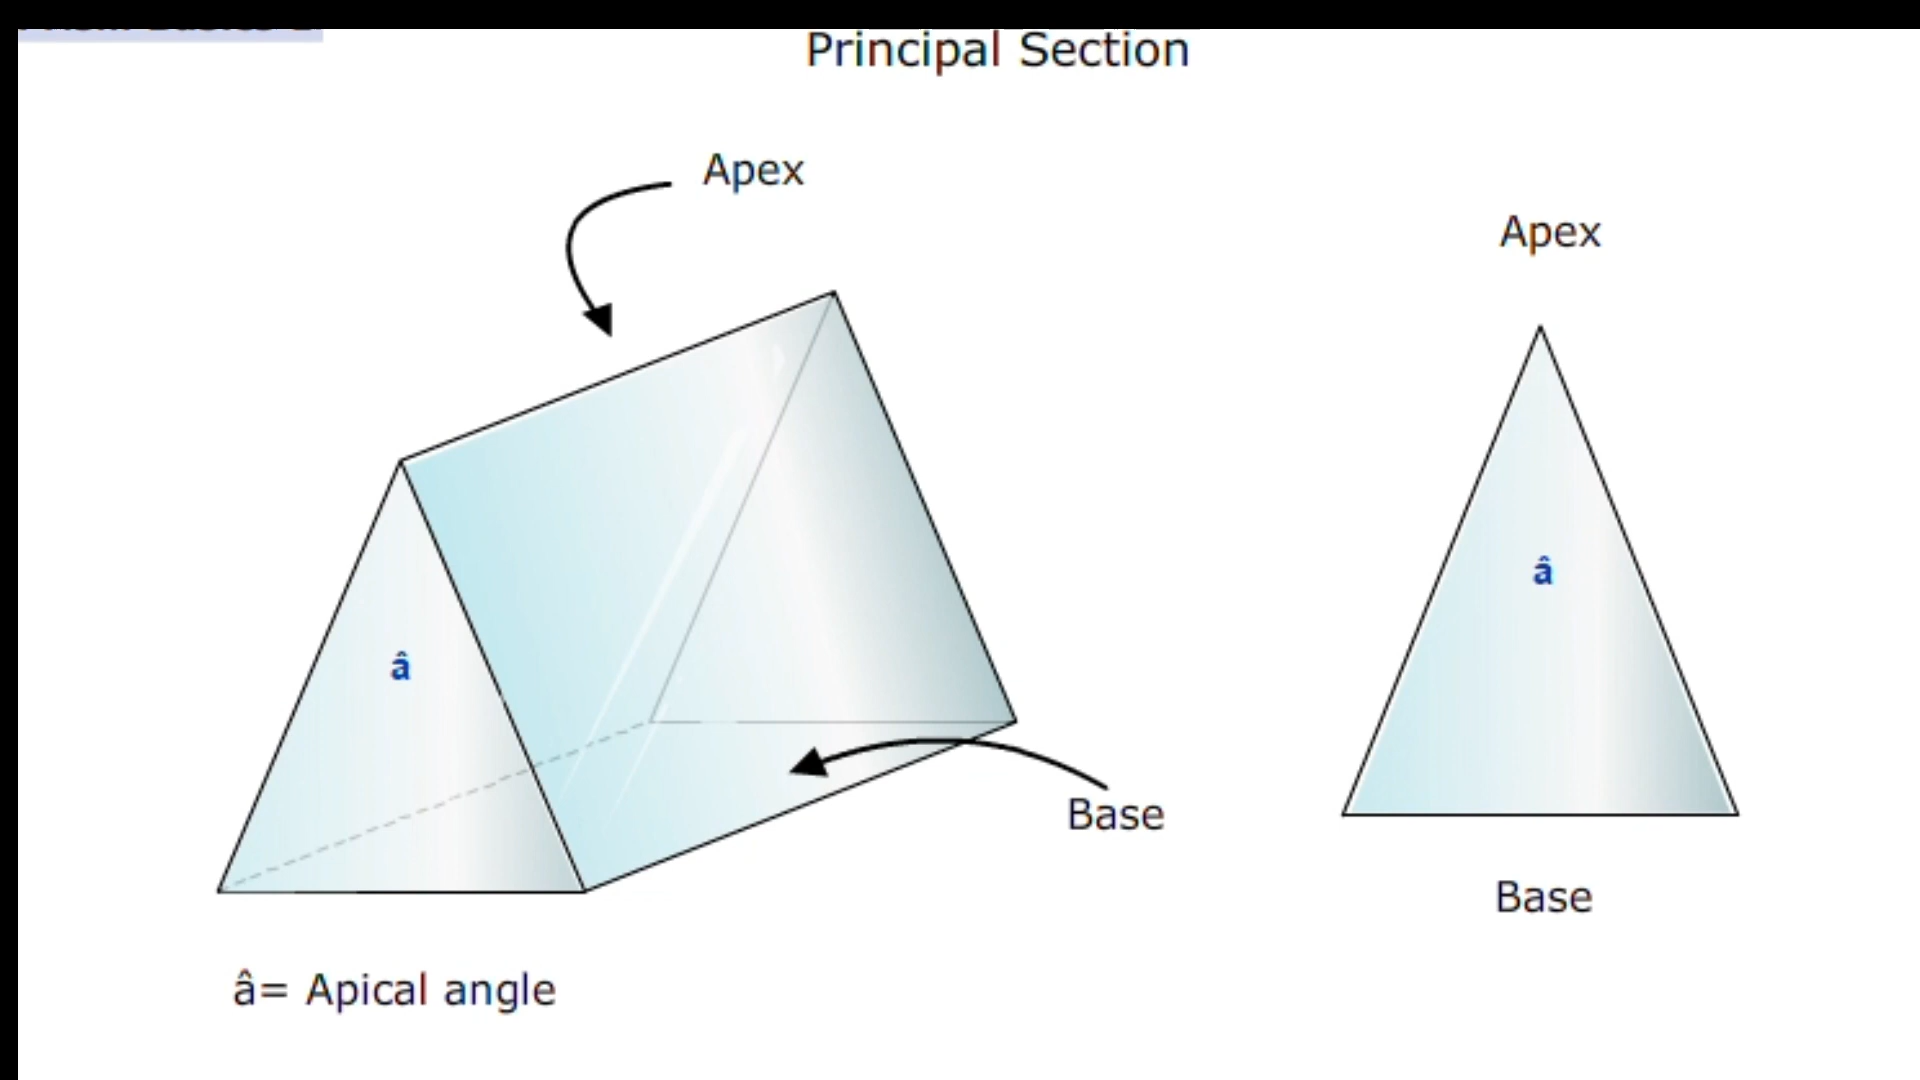 Principal Section
Apex
Apex
â
â
Base
Base
â= Apical angle